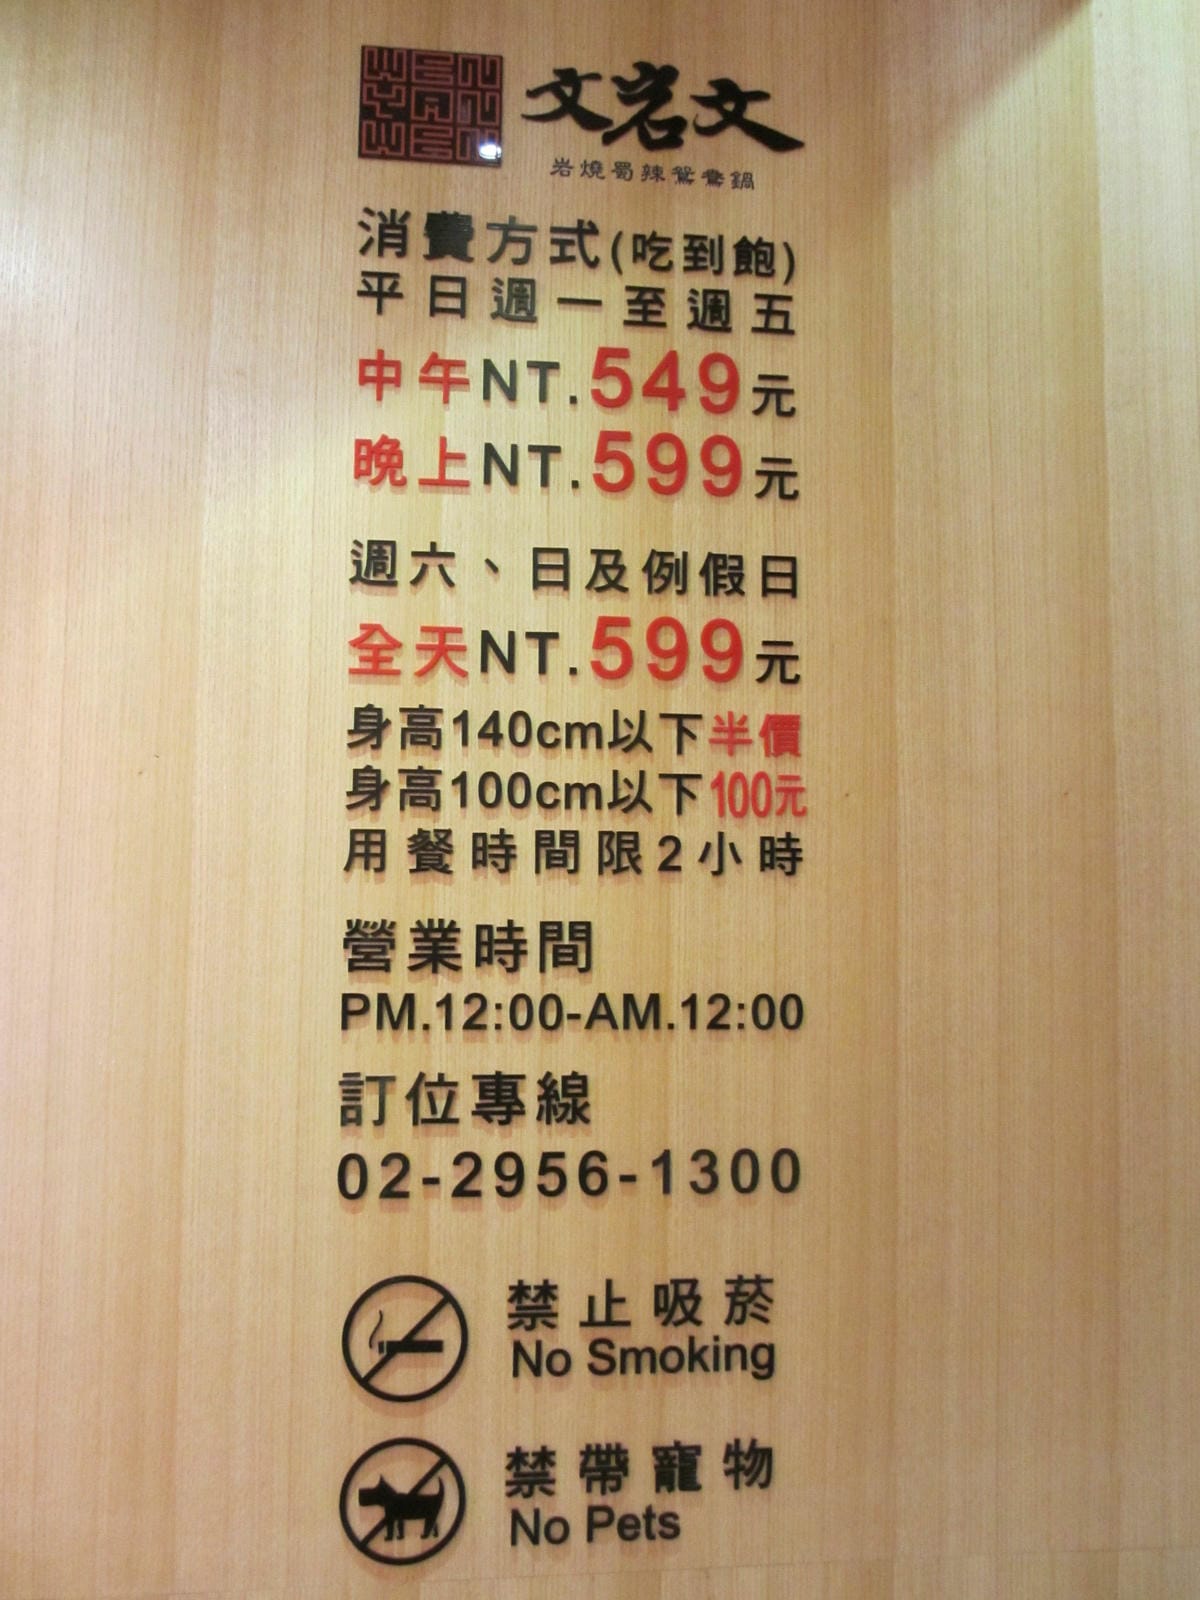 WEN
YAN
WEN
文岩文
岩燒蜀辣鴛鴦鍋
消費方式(吃到飽)
平日週一至週五
中午NT.549元
晚上NT.599元
週六、日及例假日
全天NT.599元
身高140cm以下半價
身高100cm以下100元
用餐時間限2小時
營業時間
PM.12:00-AM.12:00
訂位專線
02-2956-1300
禁止吸菸
No Smoking
禁帶寵物
No Pets